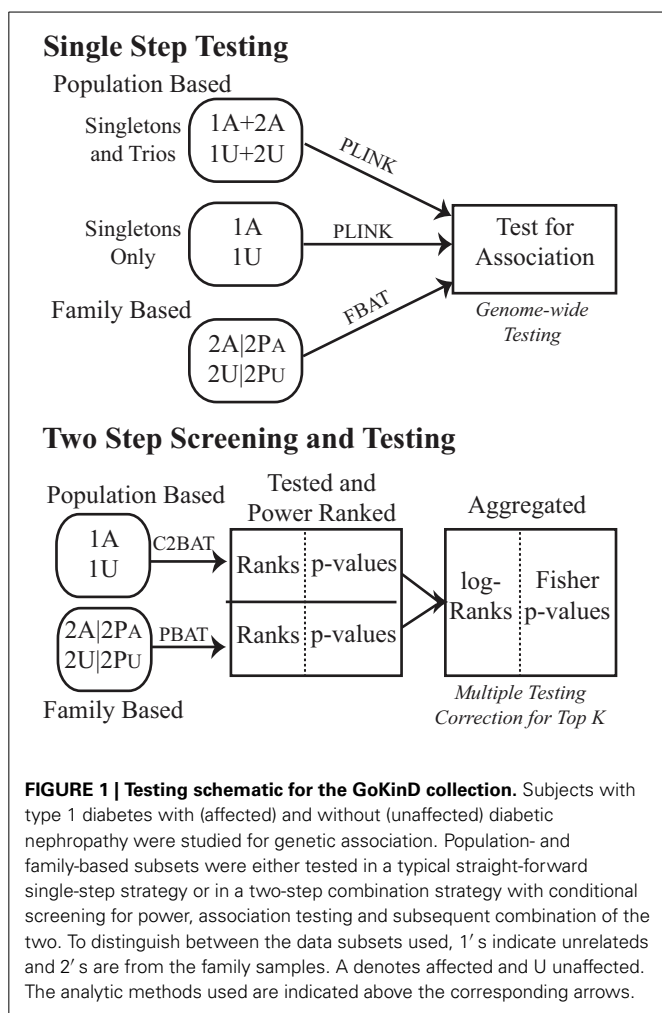 Single Step Testing
Population Based
Singletons and Trios
1A+2A
1U+2U
PLINK
Singletons Only
1A
1U
PLINK
Test for Association
Genome-wide Testing
Family Based
2A|2PA
2U|2PU
FBAT
Two Step Screening and Testing
Population Based
1A
1U
C2BAT
Tested and Power Ranked
Ranks p-values
Ranks p-values
Aggregated
log-Ranks
Fisher p-values
2A|2PA
2U|2PU
PBAT
Family Based
Multiple Testing Correction for Top K
FIGURE 1 | Testing schematic for the GoKinD collection. Subjects with
type 1 diabetes with (affected) and without (unaffected) diabetic
nephropathy were studied for genetic association. Population- and
family-based subsets were either tested in a typical straight-forward
single-step strategy or in a two-step combination strategy with conditional
screening for power, association testing and subsequent combination of the
two. To distinguish between the data subsets used, 1′ s indicate unrelateds
and 2′ s are from the family samples. A denotes affected and U unaffected.
The analytic methods used are indicated above the corresponding arrows.